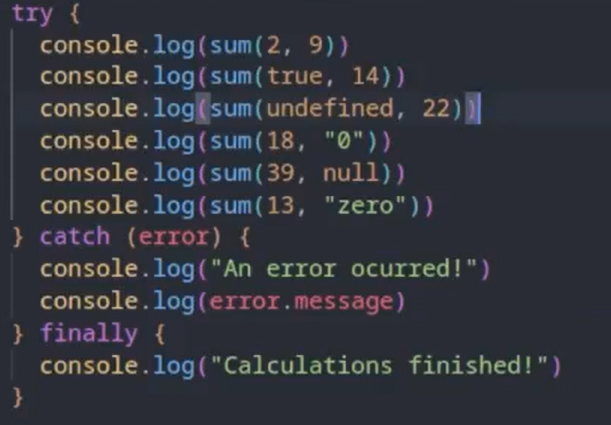 try {
  console.log(sum(2, 9))
  console.log(sum(true, 14))
  console.log(sum(undefined, 22))
  console.log(sum(18, "0"))
  console.log(sum(39, null))
  console.log(sum(13, "zero"))
} catch (error) {
  console.log("An error ocurred!")
  console.log(error.message)
} finally {
  console.log("Calculations finished!")
}